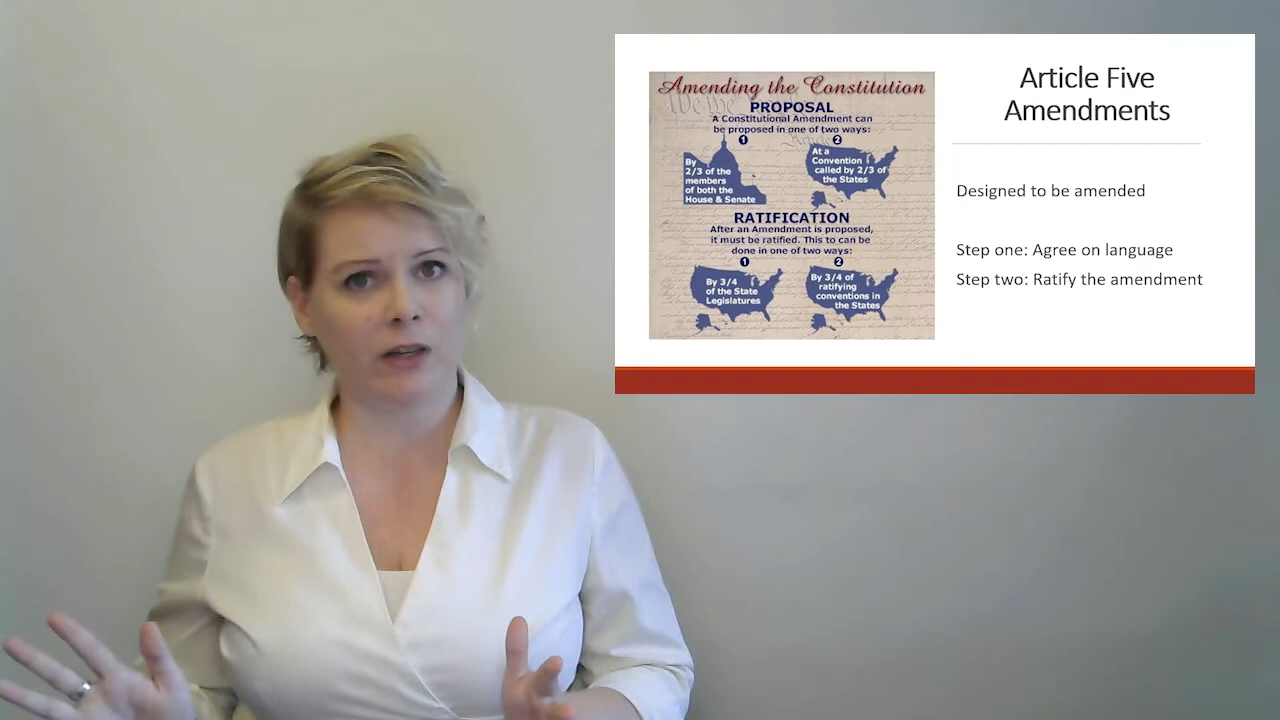 Amending the Constitution
We the
PROPOSAL
A Constitutional Amendment can
be proposed in one of two ways:
1
2
Article
By
2/3 of the
members
of both the
House & Senate
At a
Convention
called by 2/3 of
the States
RATIFICATION
After an Amendment is proposed,
it must be ratified. This to can be
done in one of two ways:
1
2
By 3/4
of the State
Legislatures
By 3/4 of
ratifying
conventions in
the States
Article Five
Amendments
Designed to be amended
Step one: Agree on language
Step two: Ratify the amendment